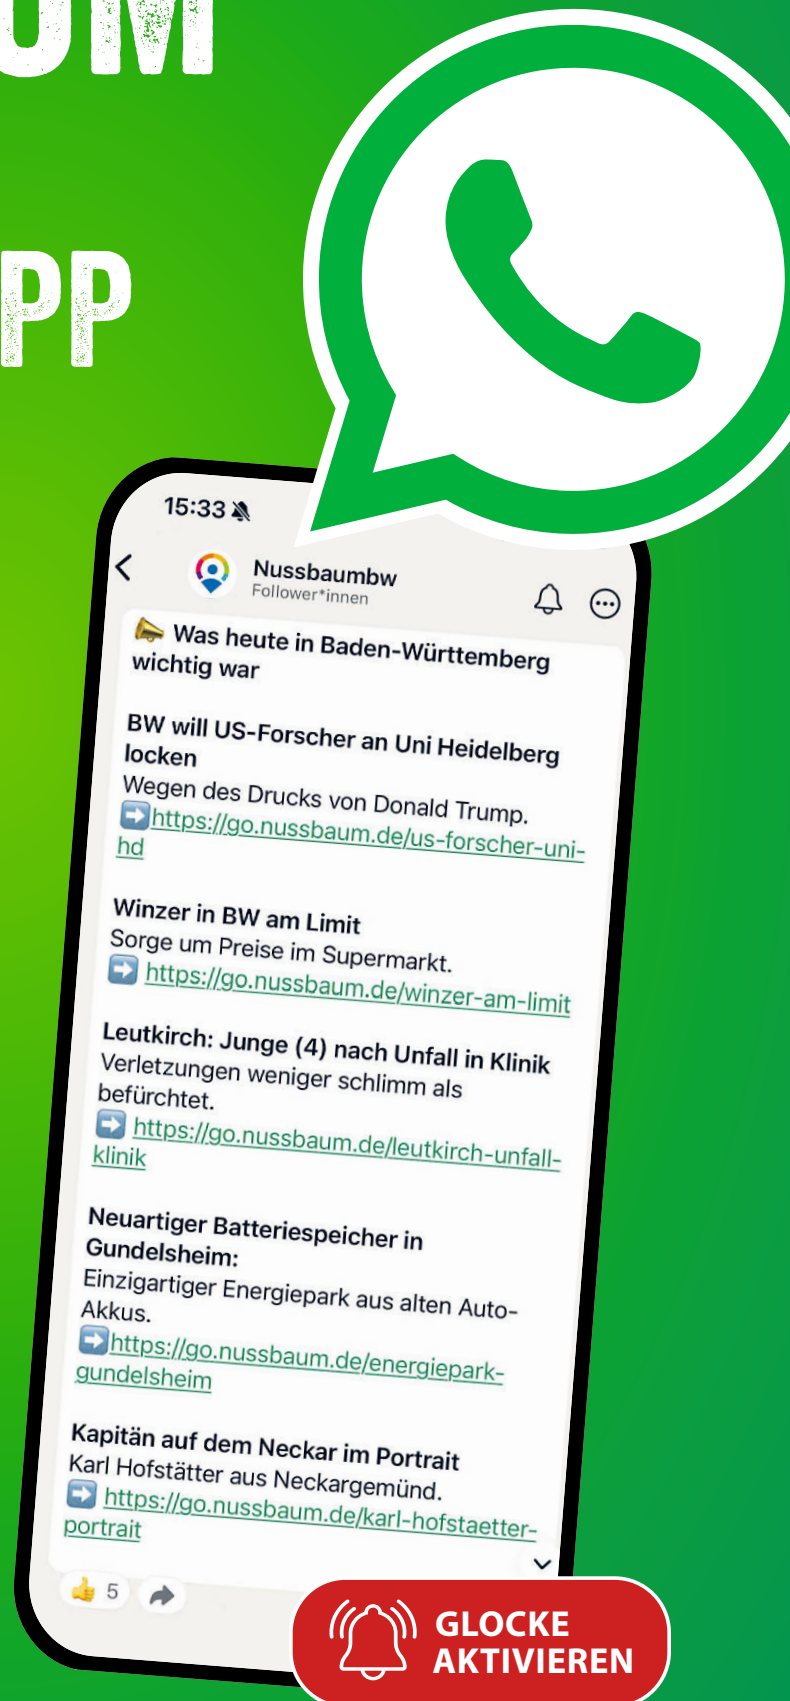 UM
PP
15:33
Nussbaumbw
Follower*innen
Was heute in Baden-Württemberg
wichtig war
BW will US-Forscher an Uni Heidelberg
locken
Wegen des Drucks von Donald Trump.
https://go.nussbaum.de/us-forscher-uni-
hd
Winzer in BW am Limit
Sorge um Preise im Supermarkt.
https://go.nussbaum.de/winzer-am-limit
Leutkirch: Junge (4) nach Unfall in Klinik
Verletzungen weniger schlimm als
befürchtet.
https://go.nussbaum.de/leutkirch-unfall-
klinik
Neuartiger Batteriespeicher in
Gundelsheim:
Einzigartiger Energiepark aus alten Auto-
Akkus.
https://go.nussbaum.de/energiepark-
gundelsheim
Kapitän auf dem Neckar im Portrait
Karl Hofstätter aus Neckargemünd.
https://go.nussbaum.de/karl-hofstaetter-
portrait
5
GLOCKE
AKTIVIEREN